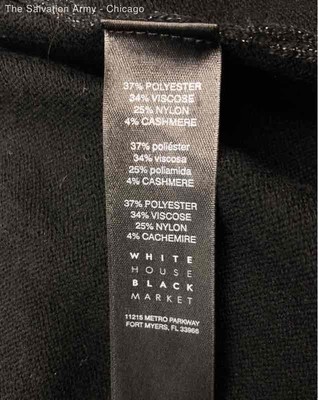 The Salvation Army - Chicago
37% POLYESTER
34% VISCOSE
25% NYLON
4% CASHMERE
37% poliéster
34% viscosa
25% poliamida
4% CASHMERE
37% POLYESTER
34% VISCOSE
25% NYLON
4% CACHEMIRE
WHITE
HOUSE
BLACK
MARKET
11215 METRO PARKWAY
FORT MYERS, FL 33966